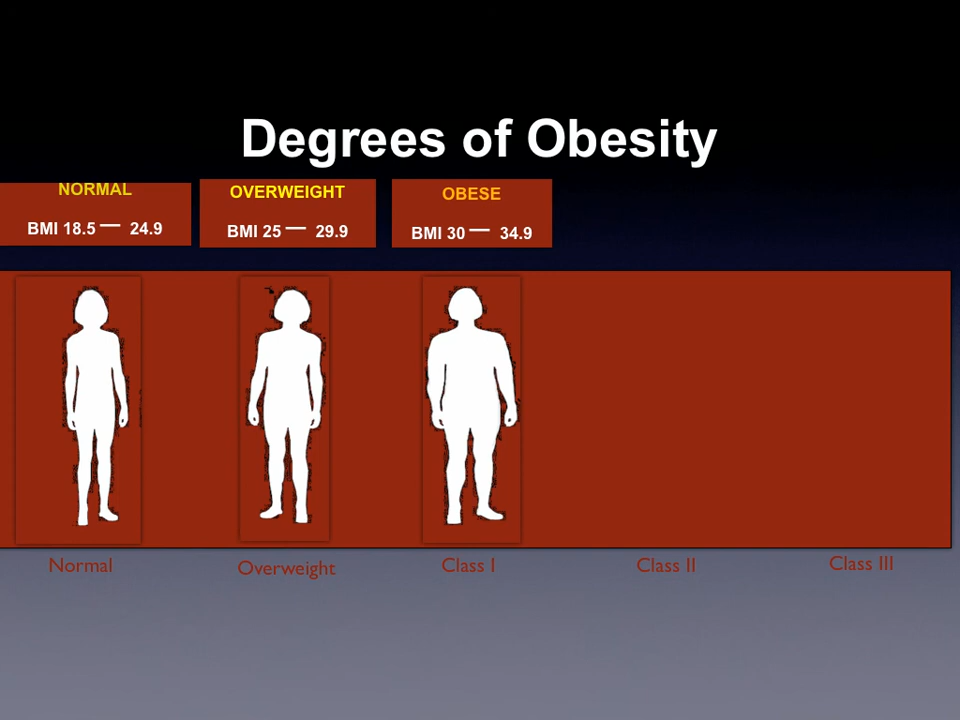 Degrees of Obesity
NORMAL
BMI 18.5 — 24.9
OVERWEIGHT
BMI 25 — 29.9
OBESE
BMI 30 — 34.9
Normal
Overweight
Class I
Class II
Class III